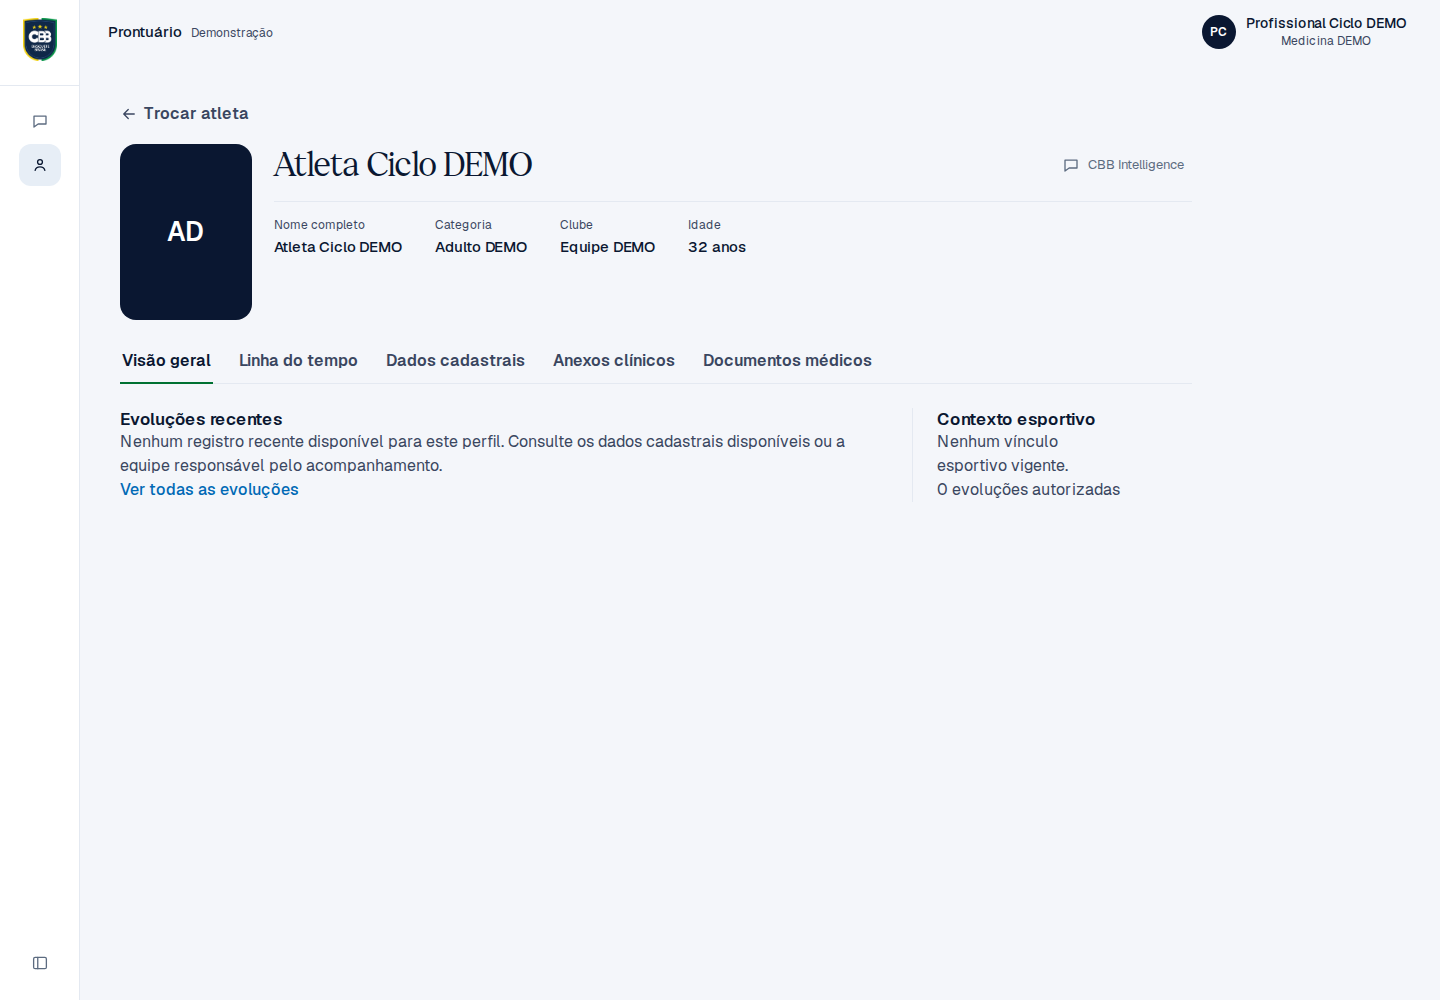 CBB
Prontuário Demonstração
PC
Profissional Ciclo DEMO
Medicina DEMO
Trocar atleta
AD
Atleta Ciclo DEMO
CBB Intelligence
Nome completo Categoria Clube Idade
Atleta Ciclo DEMO Adulto DEMO Equipe DEMO 32 anos
Visão geral Linha do tempo Dados cadastrais Anexos clínicos Documentos médicos
Evoluções recentes
Nenhum registro recente disponível para este perfil. Consulte os dados cadastrais disponíveis ou a
equipe responsável pelo acompanhamento.
Ver todas as evoluções
Contexto esportivo
Nenhum vínculo
esportivo vigente.
0 evoluções autorizadas